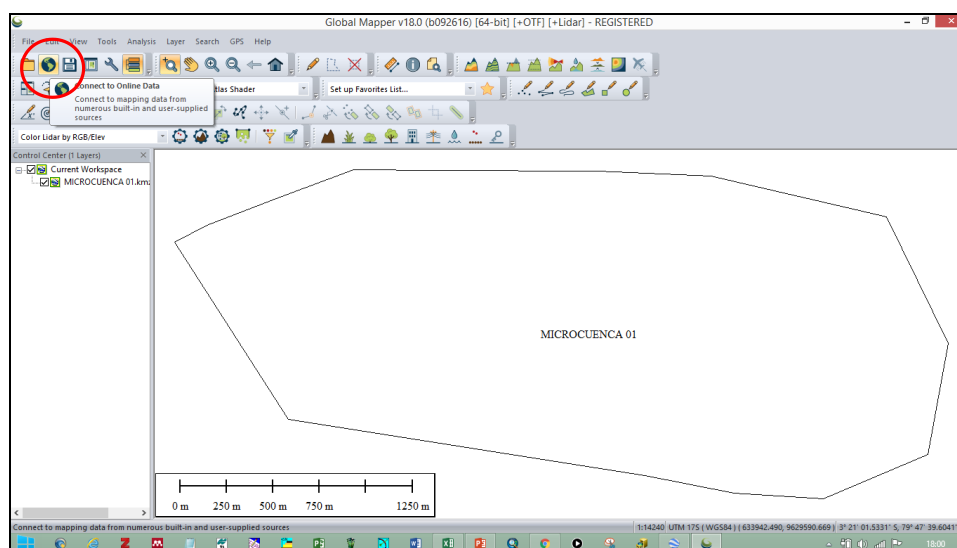 Global Mapper v18.0 (b092616) [64-bit] [+OTF] [+Lidar] - REGISTERED
File Edit View Tools Analysis Layer Search GPS Help
Connect to Online Data
Connect to mapping data from
numerous built-in and user-supplied
sources
Atlas Shader
Set up Favorites List...
Color Lidar by RGB/Elev
Control Center (1 Layers)
Current Workspace
MICROCUENCA 01.kmz
MICROCUENCA 01
0 m 250 m 500 m 750 m 1250 m
Connect to mapping data from numerous built-in and user-supplied sources
1:14240 UTM 17S ( WGS84 ) ( 633942.490, 9629590.669 ) 3° 21' 01.5331" S, 79° 47' 39.6041"
18:00